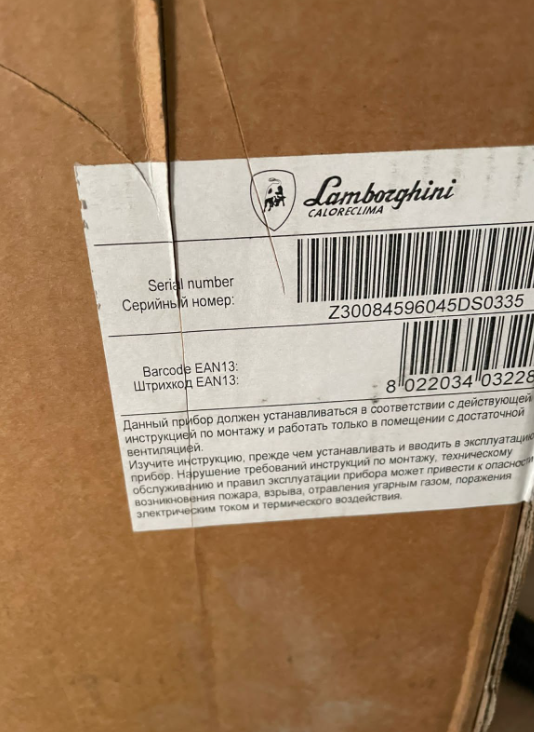 Lamborghini
CALORECLIMA
Serial number
Серийный номер:
Z30084596045DS0335
Barcode EAN13:
Штрихкод EAN13:
8 022034 03228
Данный прибор должен устанавливаться в соответствии с действующей
инструкцией по монтажу и работать только в помещении с достаточной
вентиляцией.
Изучите инструкцию, прежде чем устанавливать и вводить в эксплуатацию
прибор. Нарушение требований инструкций по монтажу, техническому
обслуживанию и правил эксплуатации прибора может привести к опасности
возникновения пожара, взрыва, отравления угарным газом, поражения
электрическим током и термического воздействия.